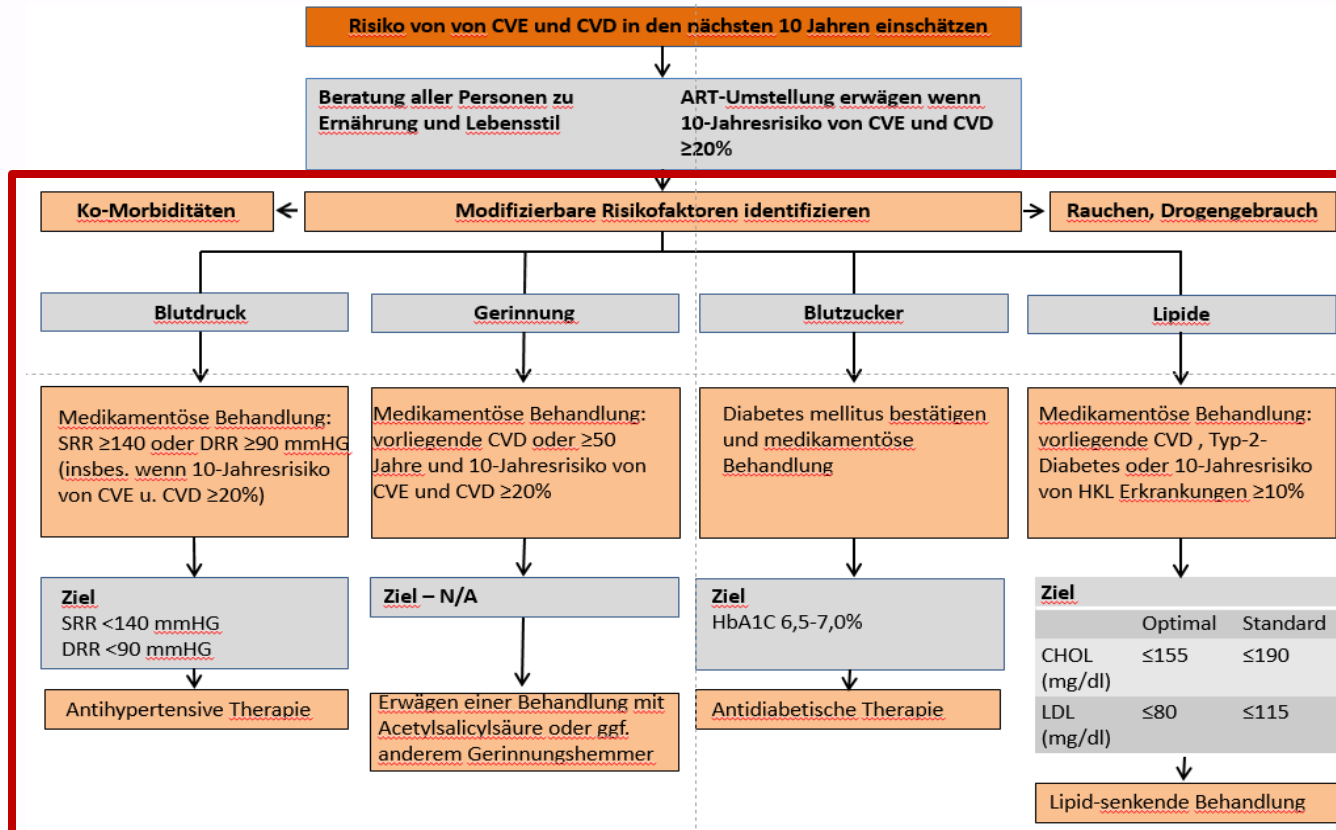 Risiko von von CVE und CVD in den nächsten 10 Jahren einschätzen
Beratung aller Personen zu
Ernährung und Lebensstil
ART-Umstellung erwägen wenn
10-Jahresrisiko von CVE und CVD
≥20%
Ko-Morbiditäten
Modifizierbare Risikofaktoren identifizieren
Rauchen, Drogengebrauch
Blutdruck
Gerinnung
Blutzucker
Lipide
Medikamentöse Behandlung:
SRR ≥140 oder DRR ≥90 mmHG
(insbes. wenn 10-Jahresrisiko
von CVE u. CVD ≥20%)
Medikamentöse Behandlung:
vorliegende CVD oder ≥50
Jahre und 10-Jahresrisiko von
CVE und CVD ≥20%
Diabetes mellitus bestätigen
und medikamentöse
Behandlung
Medikamentöse Behandlung:
vorliegende CVD , Typ-2-
Diabetes oder 10-Jahresrisiko
von HKL Erkrankungen ≥10%
Ziel
SRR <140 mmHG
DRR <90 mmHG
Ziel – N/A
Ziel
HbA1C 6,5-7,0%
Ziel
Optimal Standard
CHOL ≤155 ≤190
(mg/dl)
LDL ≤80 ≤115
(mg/dl)
Antihypertensive Therapie
Erwägen einer Behandlung mit
Acetylsalicylsäure oder ggf.
anderem Gerinnungshemmer
Antidiabetische Therapie
Lipid-senkende Behandlung